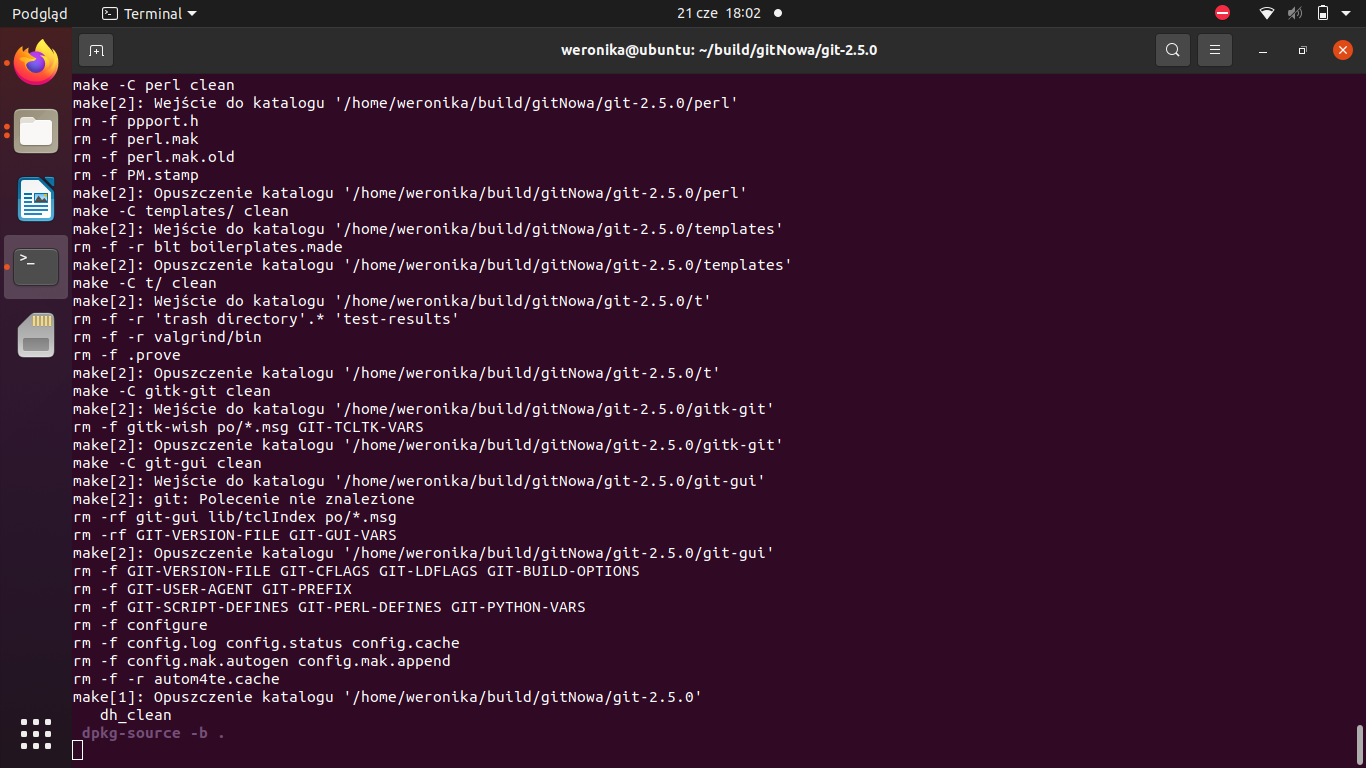 Podgląd
Terminal
21 cze 18:02
weronika@ubuntu: ~/build/gitNowa/git-2.5.0
make -C perl clean
make[2]: Wejście do katalogu '/home/weronika/build/gitNowa/git-2.5.0/perl'
rm -f ppport.h
rm -f perl.mak
rm -f perl.mak.old
rm -f PM.stamp
make[2]: Opuszczenie katalogu '/home/weronika/build/gitNowa/git-2.5.0/perl'
make -C templates/ clean
make[2]: Wejście do katalogu '/home/weronika/build/gitNowa/git-2.5.0/templates'
rm -f -r blt boilerplates.made
make[2]: Opuszczenie katalogu '/home/weronika/build/gitNowa/git-2.5.0/templates'
make -C t/ clean
make[2]: Wejście do katalogu '/home/weronika/build/gitNowa/git-2.5.0/t'
rm -f -r 'trash directory'.* 'test-results'
rm -f -r valgrind/bin
rm -f .prove
make[2]: Opuszczenie katalogu '/home/weronika/build/gitNowa/git-2.5.0/t'
make -C gitk-git clean
make[2]: Wejście do katalogu '/home/weronika/build/gitNowa/git-2.5.0/gitk-git'
rm -f gitk-wish po/*.msg GIT-TCLTK-VARS
make[2]: Opuszczenie katalogu '/home/weronika/build/gitNowa/git-2.5.0/gitk-git'
make -C git-gui clean
make[2]: Wejście do katalogu '/home/weronika/build/gitNowa/git-2.5.0/git-gui'
make[2]: git: Polecenie nie znalezione
rm -rf git-gui lib/tclIndex po/*.msg
rm -rf GIT-VERSION-FILE GIT-GUI-VARS
make[2]: Opuszczenie katalogu '/home/weronika/build/gitNowa/git-2.5.0/git-gui'
rm -f GIT-VERSION-FILE GIT-CFLAGS GIT-LDFLAGS GIT-BUILD-OPTIONS
rm -f GIT-USER-AGENT GIT-PREFIX
rm -f GIT-SCRIPT-DEFINES GIT-PERL-DEFINES GIT-PYTHON-VARS
rm -f configure
rm -f config.log config.status config.cache
rm -f config.mak.autogen config.mak.append
rm -f -r autom4te.cache
make[1]: Opuszczenie katalogu '/home/weronika/build/gitNowa/git-2.5.0'
dh_clean
dpkg-source -b .